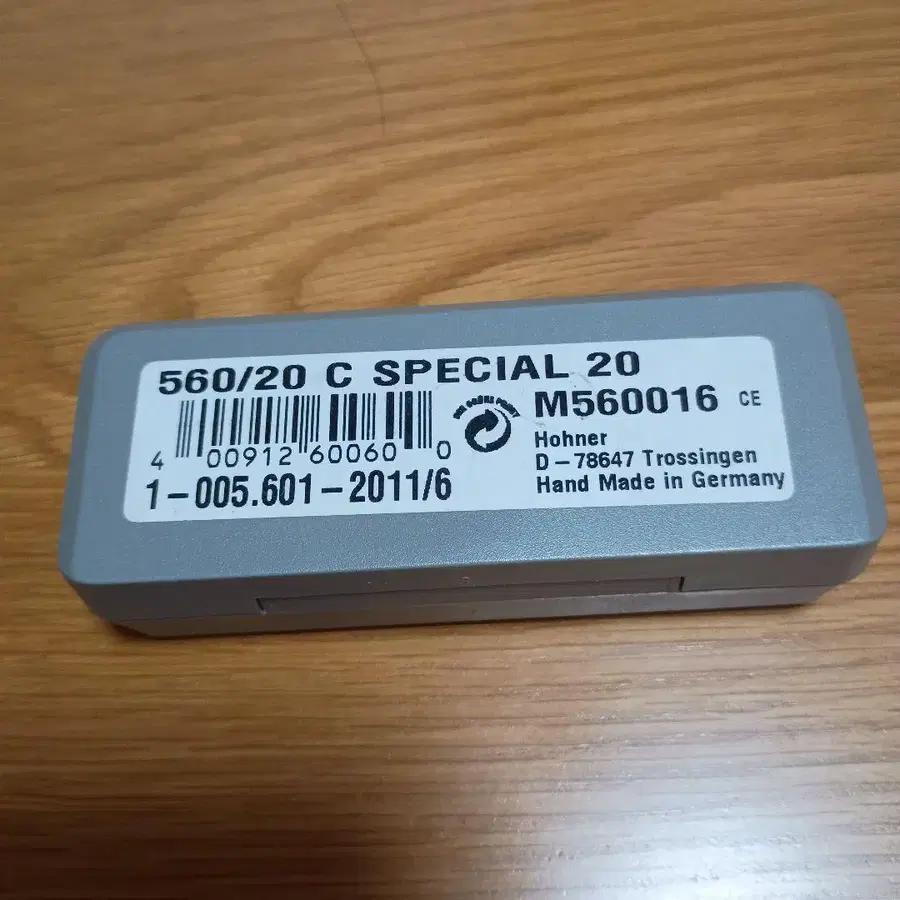 560/20 C SPECIAL 20
M560016 CE
4 00912 60060 0
Hohner
D-78647 Trossingen
Hand Made in Germany
1-005.601-2011/6